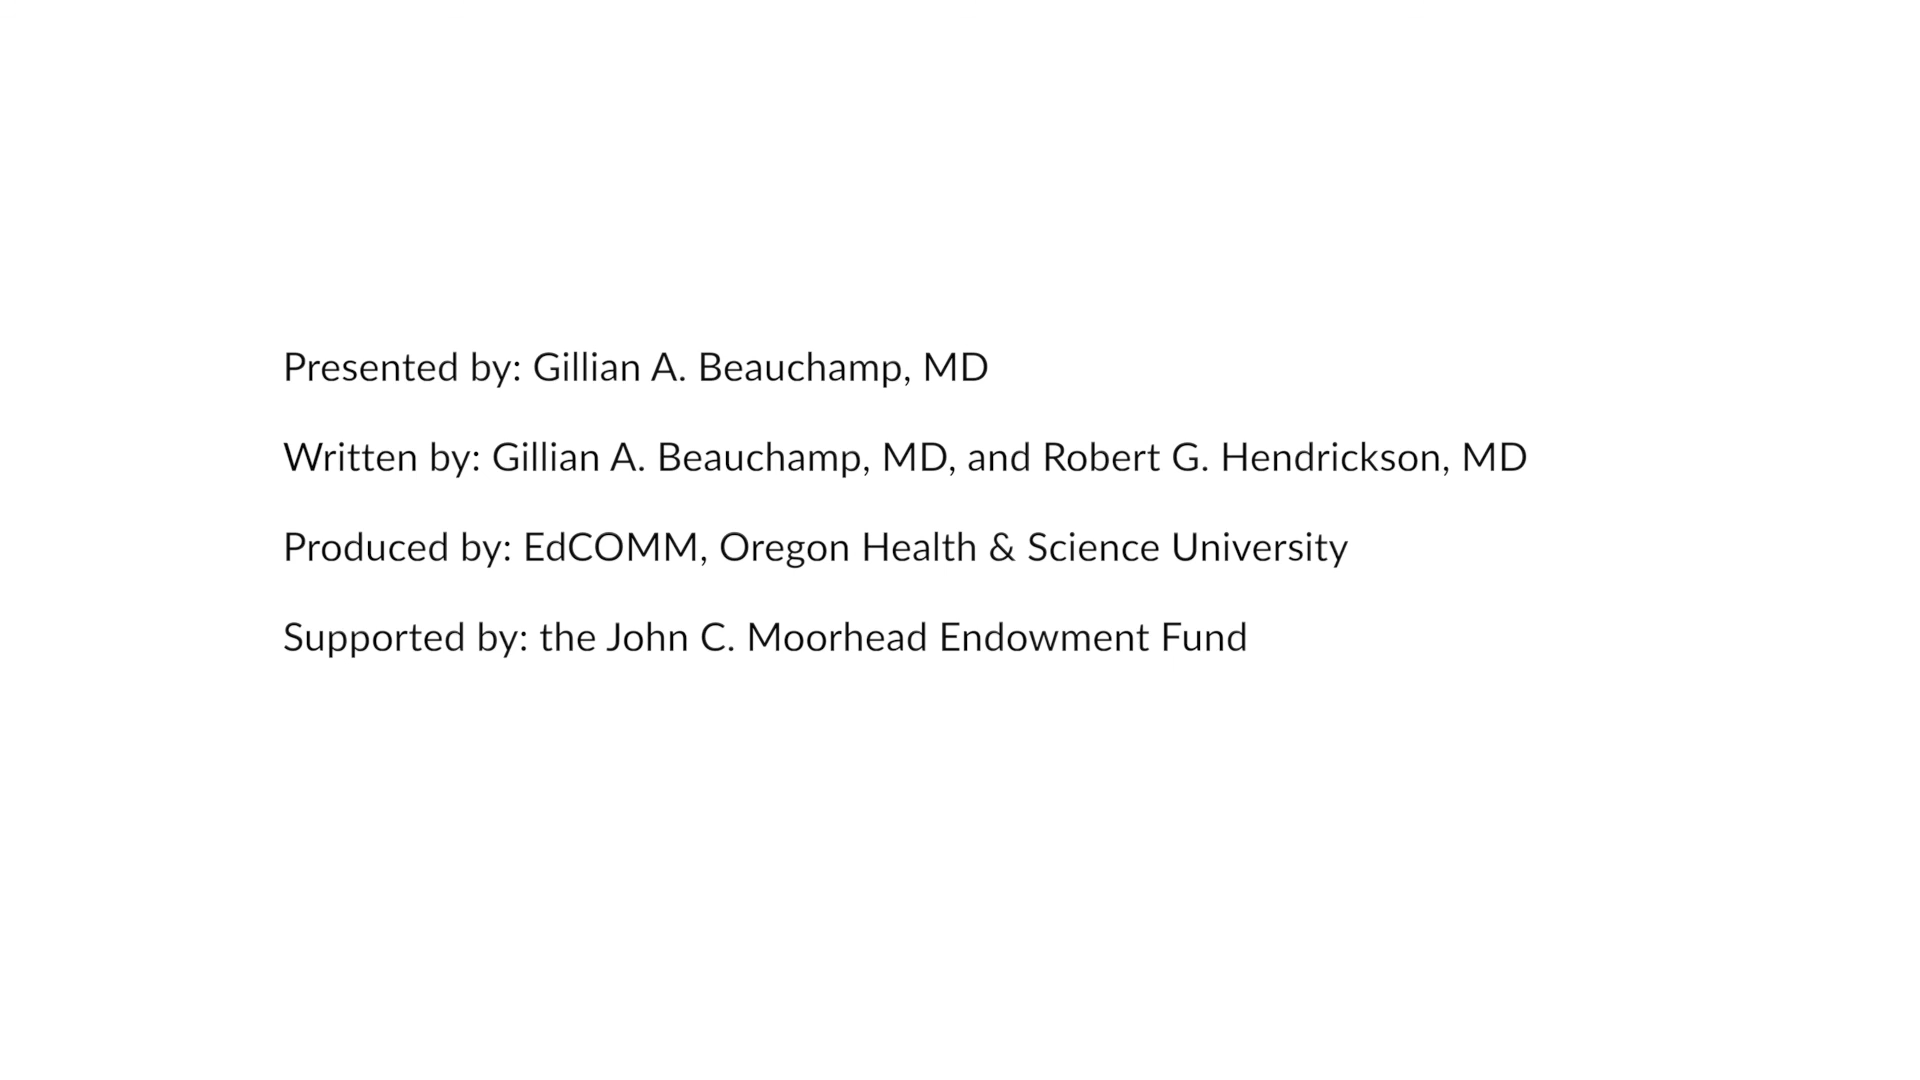 Presented by: Gillian A. Beauchamp, MD
Written by: Gillian A. Beauchamp, MD, and Robert G. Hendrickson, MD
Produced by: EdCOMM, Oregon Health & Science University
Supported by: the John C. Moorhead Endowment Fund